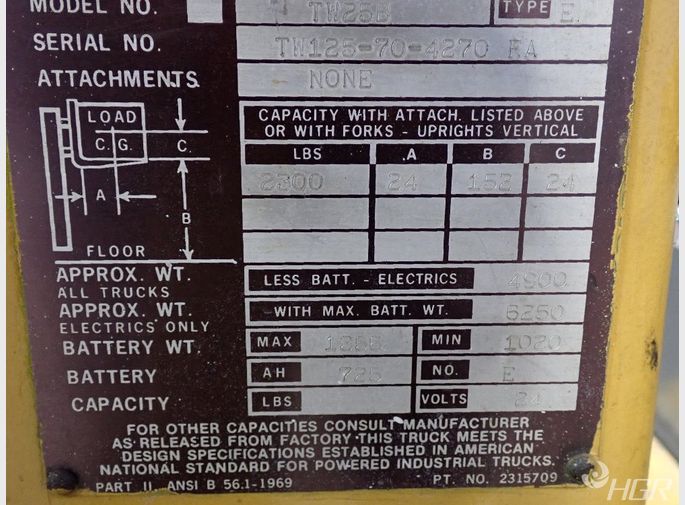 MODEL NO. TW25B TYPE E
SERIAL NO. TW125-70-4270 FA
ATTACHMENTS NONE
LOAD
C. G.
C.
A
B
FLOOR
CAPACITY WITH ATTACH. LISTED ABOVE
OR WITH FORKS - UPRIGHTS VERTICAL
LBS A B C
2300 24 152 24
APPROX. WT.
ALL TRUCKS
LESS BATT. - ELECTRICS 4900
APPROX. WT.
ELECTRICS ONLY
WITH MAX. BATT. WT. 6250
BATTERY WT. MAX MIN 1020
BATTERY AH 725 NO. E
CAPACITY LBS VOLTS 24
FOR OTHER CAPACITIES CONSULT MANUFACTURER
AS RELEASED FROM FACTORY THIS TRUCK MEETS THE
DESIGN SPECIFICATIONS ESTABLISHED IN AMERICAN
NATIONAL STANDARD FOR POWERED INDUSTRIAL TRUCKS.
PART II ANSI B 56.1-1969 PT. NO. 2315709
HGR